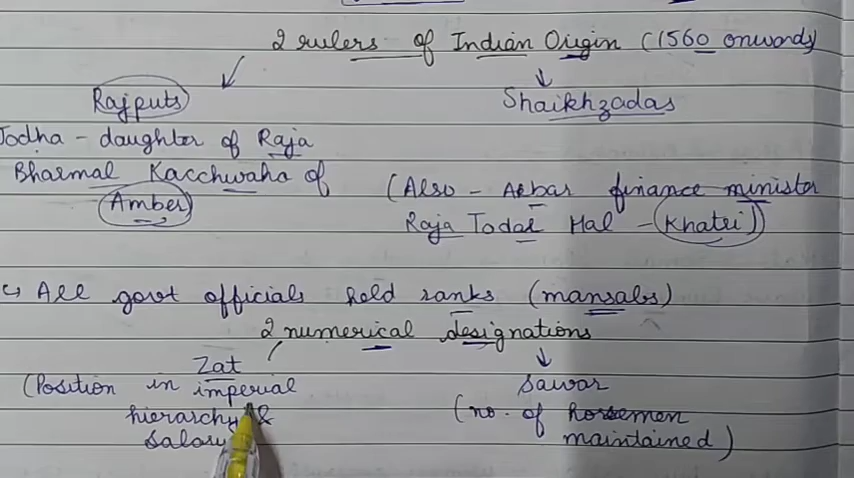 2 rulers of Indian Origin (1560 onwards)
Rajputs
Shaikhzadas
Jodha - daughter of Raja
Bharmal Kacchwaha of
Amber
(Also - Akbar finance minister
Raja Todar Mal - Khatri)
↳ All govt officials held ranks (mansabs)
2 numerical designations
Zat
(Position in imperial
hierarchy &
salary
Sawar
(no. of horsemen
maintained)